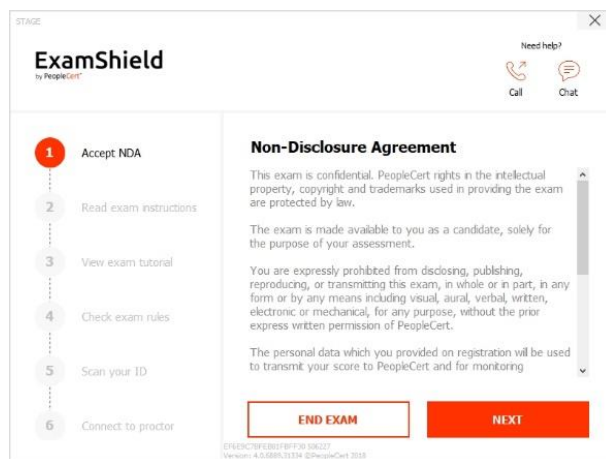 STAGE
ExamShield
by PeopleCert
Need help?
Call
Chat
1 Accept NDA
2 Read exam instructions
3 View exam tutorial
4 Check exam rules
5 Scan your ID
6 Connect to proctor
Non-Disclosure Agreement
This exam is confidential. PeopleCert rights in the intellectual
property, copyright and trademarks used in providing the exam
are protected by law.
The exam is made available to you as a candidate, solely for
the purpose of your assessment.
You are expressly prohibited from disclosing, publishing,
reproducing, or transmitting this exam, in whole or in part, in any
form or by any means including visual, aural, verbal, written,
electronic or mechanical, for any purpose, without the prior
express written permission of PeopleCert.
The personal data which you provided on registration will be used
to transmit your score to PeopleCert and for monitoring
END EXAM
NEXT
©PeopleCert 2018